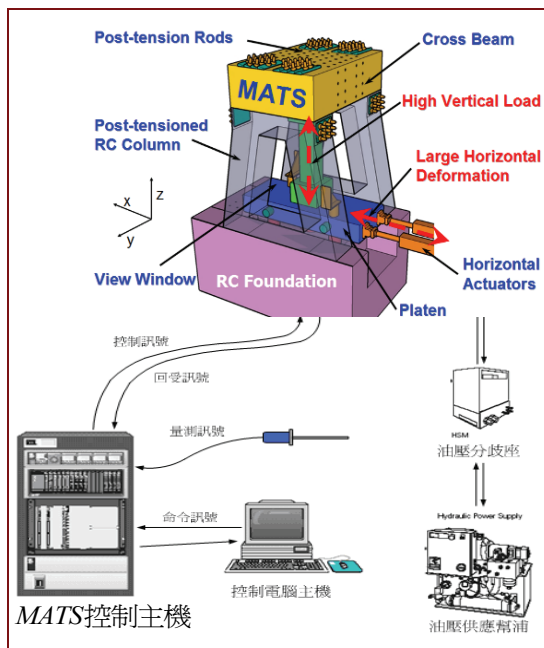 Post-tension Rods
Cross Beam
MATS
High Vertical Load
Post-tensioned
RC Column
Large Horizontal
Deformation
x
z
y
View Window
RC Foundation
Horizontal
Actuators
Platen
控制訊號
回受訊號
量測訊號
HSM
油壓分歧座
命令訊號
Hydraulic Power Supply
控制電腦主機
油壓供應幫浦
MATS控制主機